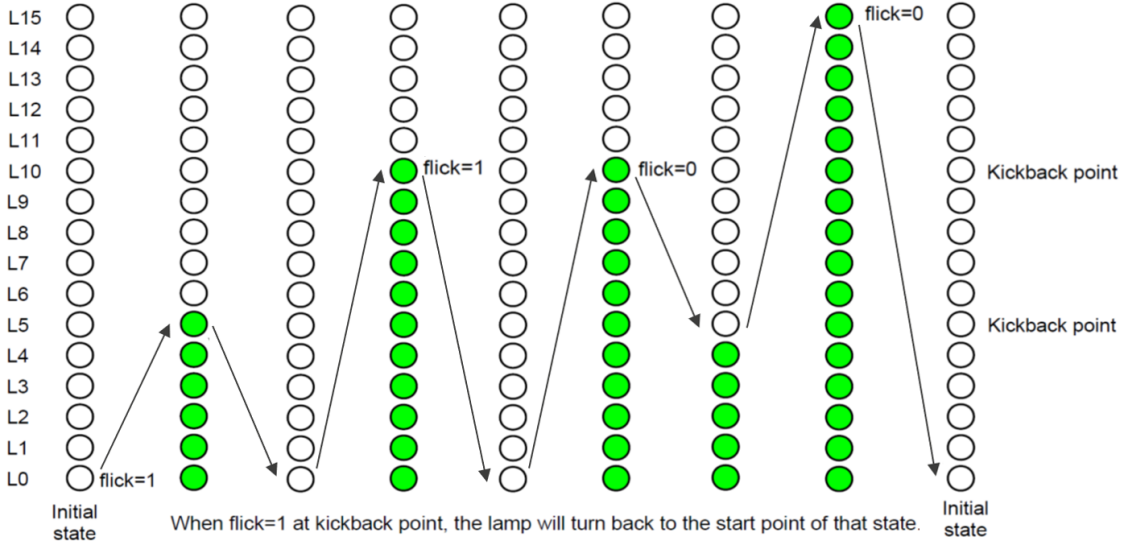 L15
flick=0
L14
L13
L12
L11
L10
flick=1
flick=0
Kickback point
L9
L8
L7
L6
L5
Kickback point
L4
L3
L2
L1
L0
flick=1
Initial
state
When flick=1 at kickback point, the lamp will turn back to the start point of that state.
Initial
state